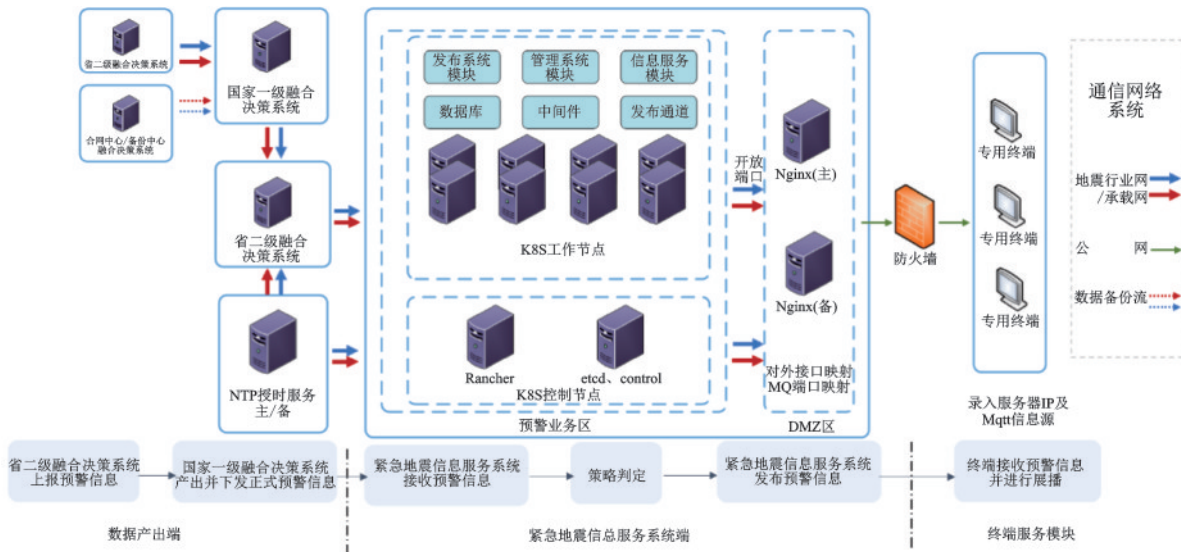 省二级融合决策系统
国家一级融合
决策系统
台网中心/备份中心
融合决策系统
省二级融合
决策系统
NTP授时服务
主/备
发布系统
模块
管理系统
模块
信息服务
模块
数据库
中间件
发布通道
K8S工作节点
Rancher
etcd、control
K8S控制节点
预警业务区
开放
端口
Nginx(主)
Nginx(备)
对外接口映射
MQ端口映射
DMZ区
防火墙
专用终端
专用终端
专用终端
录入服务器IP及
Mqtt信息源
通信网络
系统
地震行业网
/承载网
公 网
数据备份流
省二级融合决策系统
上报预警信息
国家一级融合决策系统
产出并下发正式预警信息
紧急地震信息服务系统
接收预警信息
策略判定
紧急地震信息服务系统
发布预警信息
终端接收预警信息
并进行展播
数据产出端
紧急地震信总服务系统端
终端服务模块